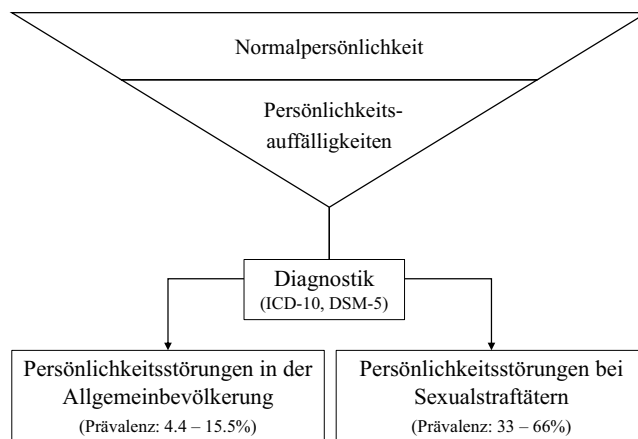 Normalpersönlichkeit
Persönlichkeits-
auffälligkeiten
Diagnostik
(ICD-10, DSM-5)
Persönlichkeitsstörungen in der
Allgemeinbevölkerung
(Prävalenz: 4.4 – 15.5%)
Persönlichkeitsstörungen bei
Sexualstraftätern
(Prävalenz: 33 – 66%)